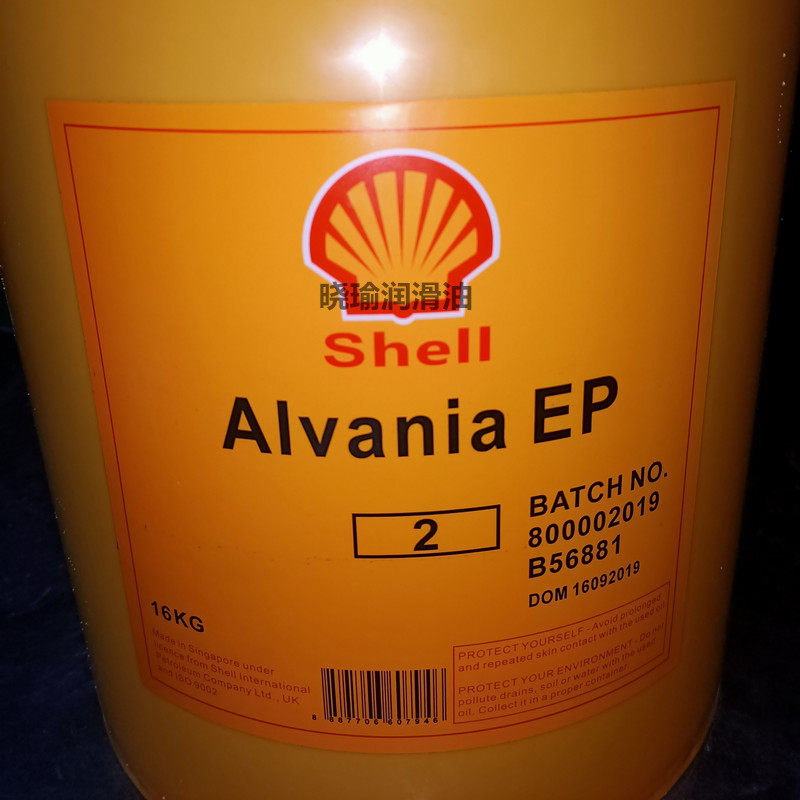 晓瑜润滑油
Shell
Alvania EP
2
BATCH NO.
800002019
B56881
DOM 16092019
16KG
Made in Singapore under
licence from Shell International
Petroleum Company Ltd., UK
and ISO 9002
8 887706 607946
PROTECT YOURSELF - Avoid prolonged
and repeated skin contact with the used oil
PROTECT YOUR ENVIRONMENT - Do not
pollute drains, soil or water with the used
oil. Collect it in a proper container